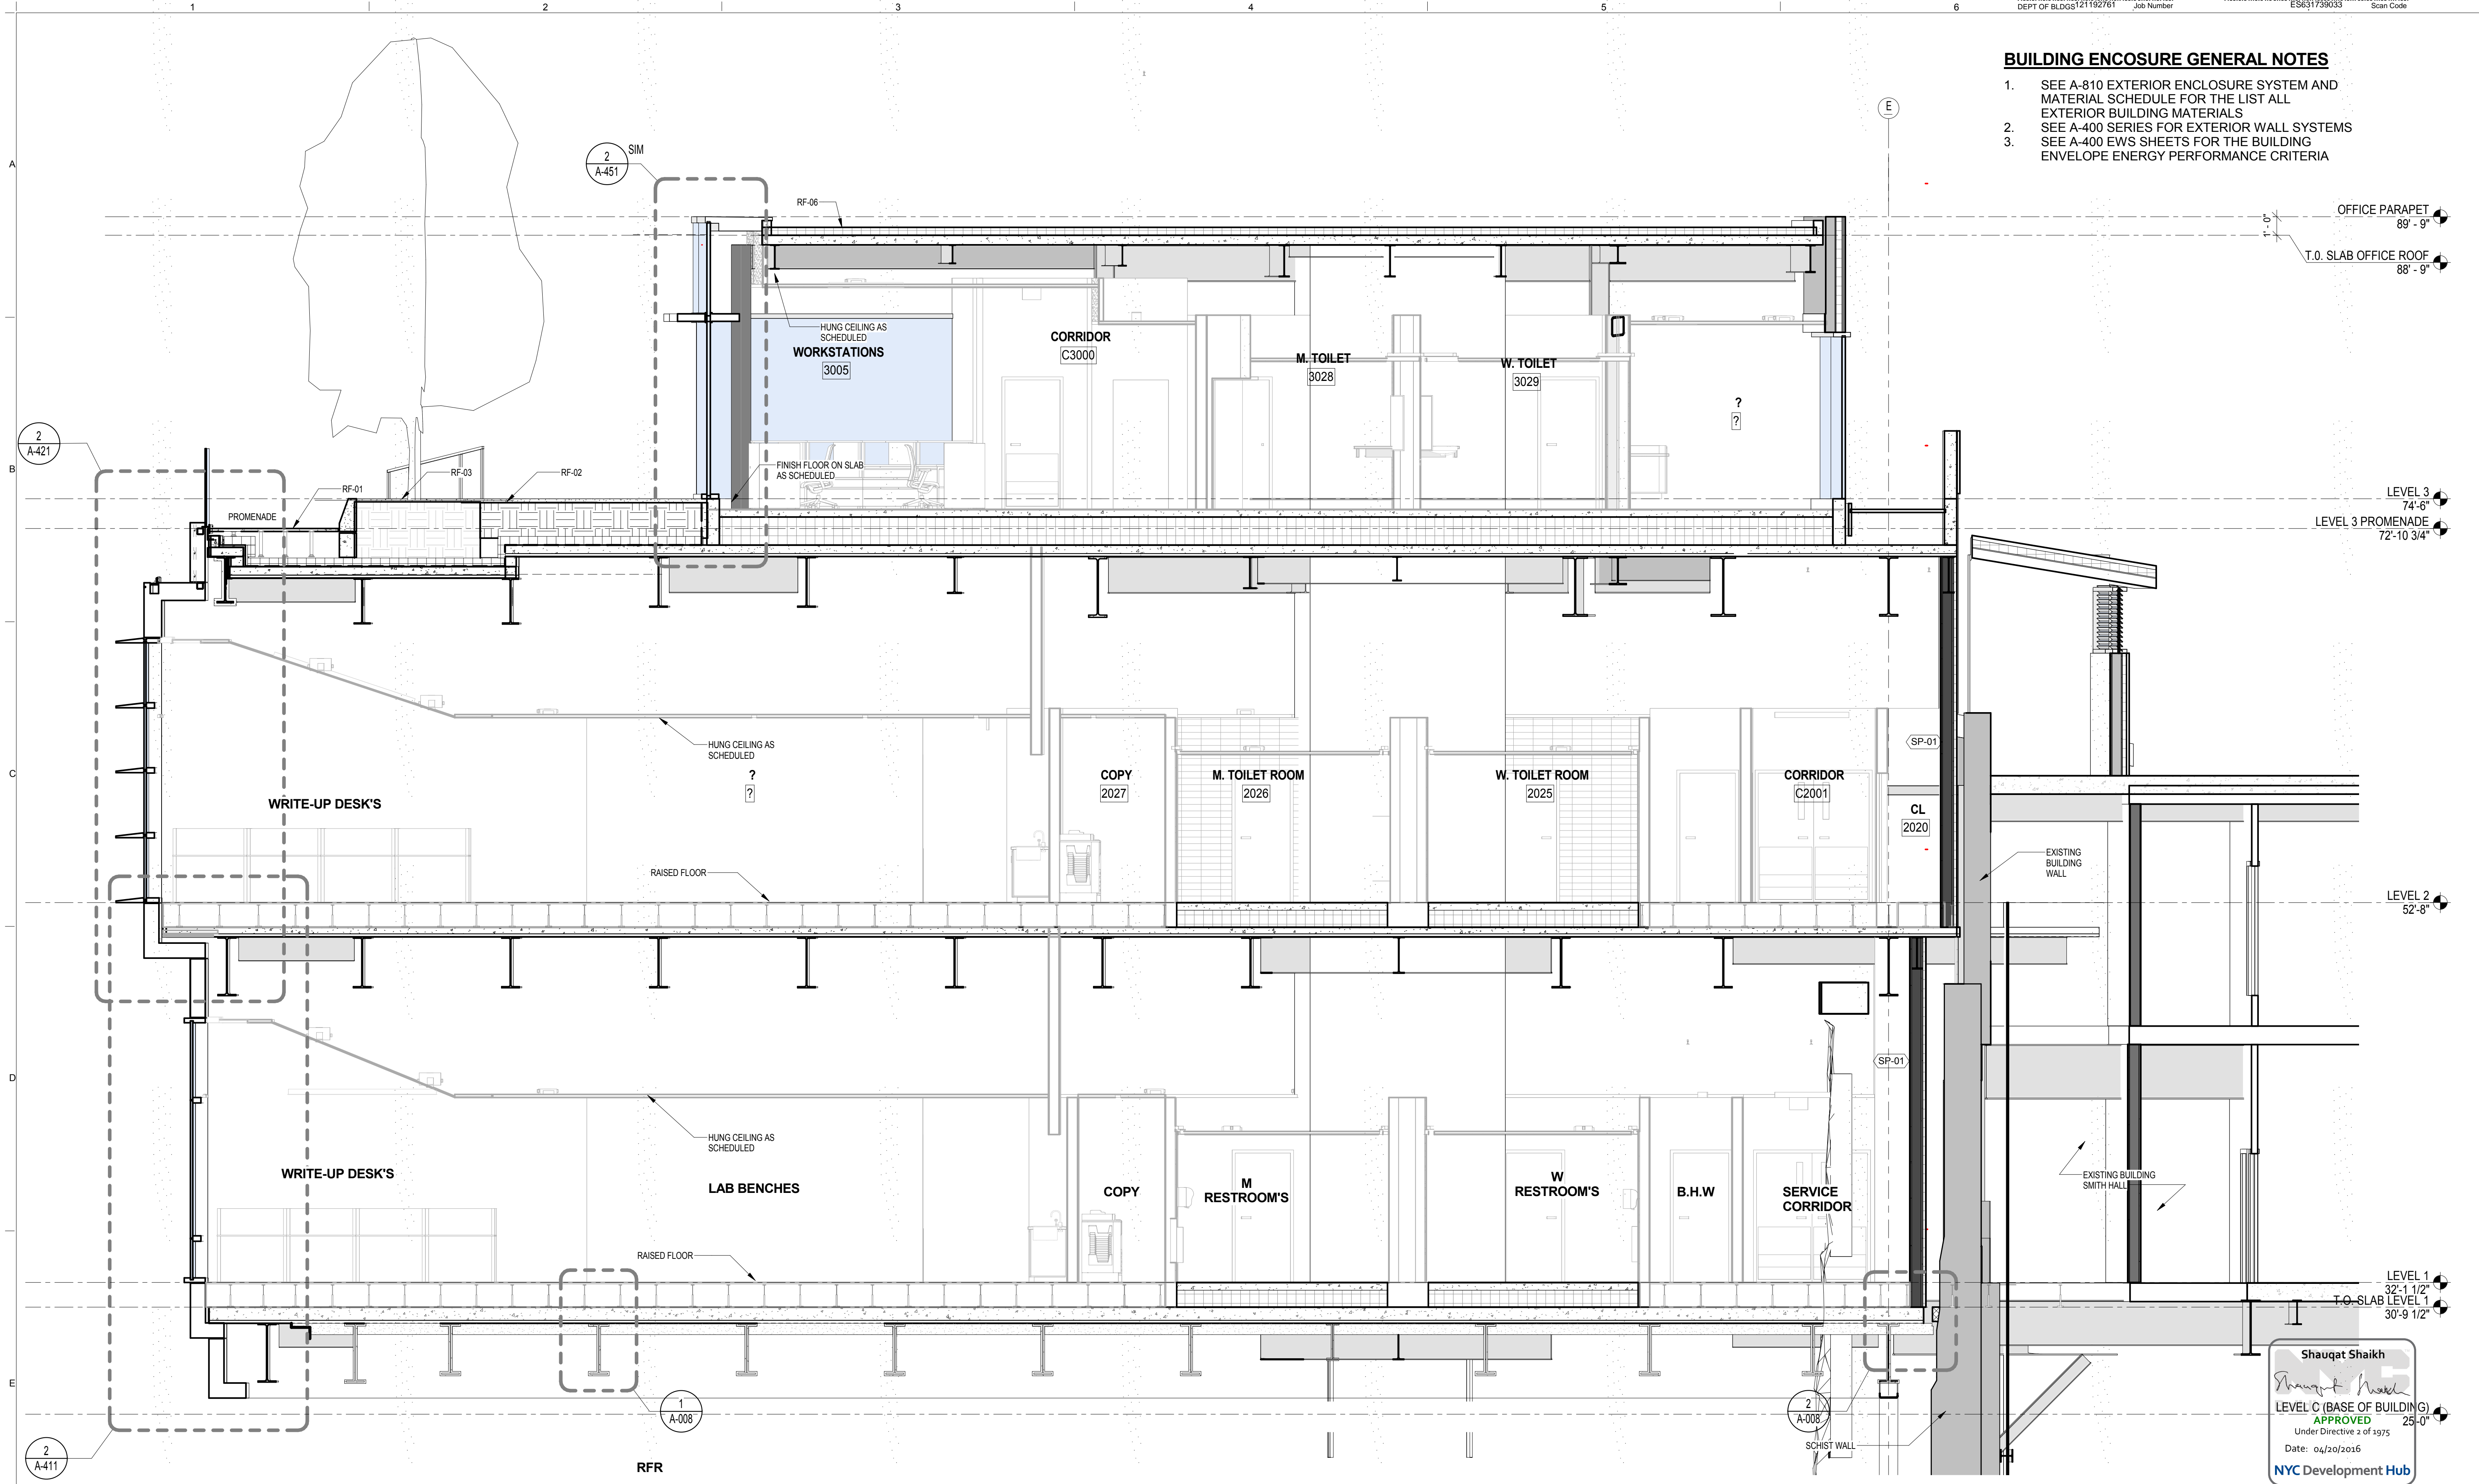 1 2 3 4 5 6
DEPT OF BLDGS 121192761 Job Number
ES631739033 Scan Code
BUILDING ENCOSURE GENERAL NOTES
1. SEE A-810 EXTERIOR ENCLOSURE SYSTEM AND
MATERIAL SCHEDULE FOR THE LIST ALL
EXTERIOR BUILDING MATERIALS
2. SEE A-400 SERIES FOR EXTERIOR WALL SYSTEMS
3. SEE A-400 EWS SHEETS FOR THE BUILDING
ENVELOPE ENERGY PERFORMANCE CRITERIA
E
A
2
A-451
SIM
RF-06
OFFICE PARAPET
89' - 9"
1' - 0"
T.0. SLAB OFFICE ROOF
88' - 9"
HUNG CEILING AS
SCHEDULED
WORKSTATIONS
3005
CORRIDOR
C3000
M. TOILET
3028
W. TOILET
3029
?
?
2
A-421
B
RF-03
RF-02
RF-01
PROMENADE
FINISH FLOOR ON SLAB
AS SCHEDULED
LEVEL 3
74'-6"
LEVEL 3 PROMENADE
72'-10 3/4"
HUNG CEILING AS
SCHEDULED
SP-01
C
?
?
COPY
2027
M. TOILET ROOM
2026
W. TOILET ROOM
2025
CORRIDOR
C2001
WRITE-UP DESK'S
CL
2020
EXISTING
BUILDING
WALL
RAISED FLOOR
LEVEL 2
52'-8"
SP-01
D
HUNG CEILING AS
SCHEDULED
WRITE-UP DESK'S
LAB BENCHES
COPY
M
RESTROOM'S
W
RESTROOM'S
B.H.W
SERVICE
CORRIDOR
EXISTING BUILDING
SMITH HALL
RAISED FLOOR
LEVEL 1
32'-1 1/2"
T.O. SLAB LEVEL 1
30'-9 1/2"
E
1
A-008
2
A-008
SCHIST WALL
2
A-411
RFR
Shauqat Shaikh
NYC
LEVEL C (BASE OF BUILDING)
25'-0"
APPROVED
Under Directive 2 of 1975
Date: 04/20/2016
NYC Development Hub